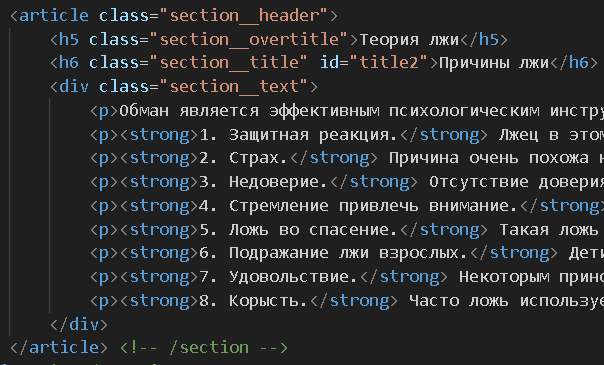 <article class="section__header">
<h5 class="section__overtitle">Теория лжи</h5>
<h6 class="section__title" id="title2">Причины лжи</h6>
<div class="section__text">
<p>Обман является эффективным психологическим инстру
<p><strong>1. Защитная реакция.</strong> Лжец в этом
<p><strong>2. Страх.</strong> Причина очень похожа н
<p><strong>3. Недоверие.</strong> Отсутствие доверия
<p><strong>4. Стремление привлечь внимание.</strong>
<p><strong>5. Ложь во спасение.</strong> Такая ложь
<p><strong>6. Подражание лжи взрослых.</strong> Дети
<p><strong>7. Удовольствие.</strong> Некоторым прино
<p><strong>8. Корысть.</strong> Часто ложь используе
</div>
</article> <!-- /section -->